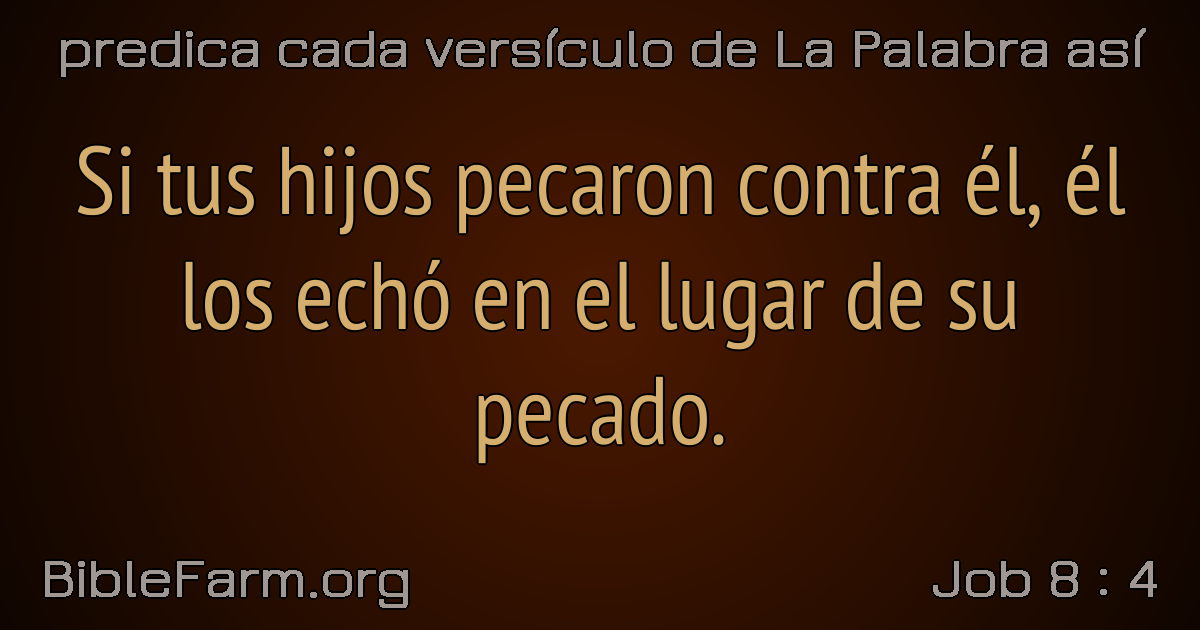 predica cada versículo de La Palabra así
Si tus hijos pecaron contra él, él
los echó en el lugar de su
pecado.
BibleFarm.org
Job 8 : 4